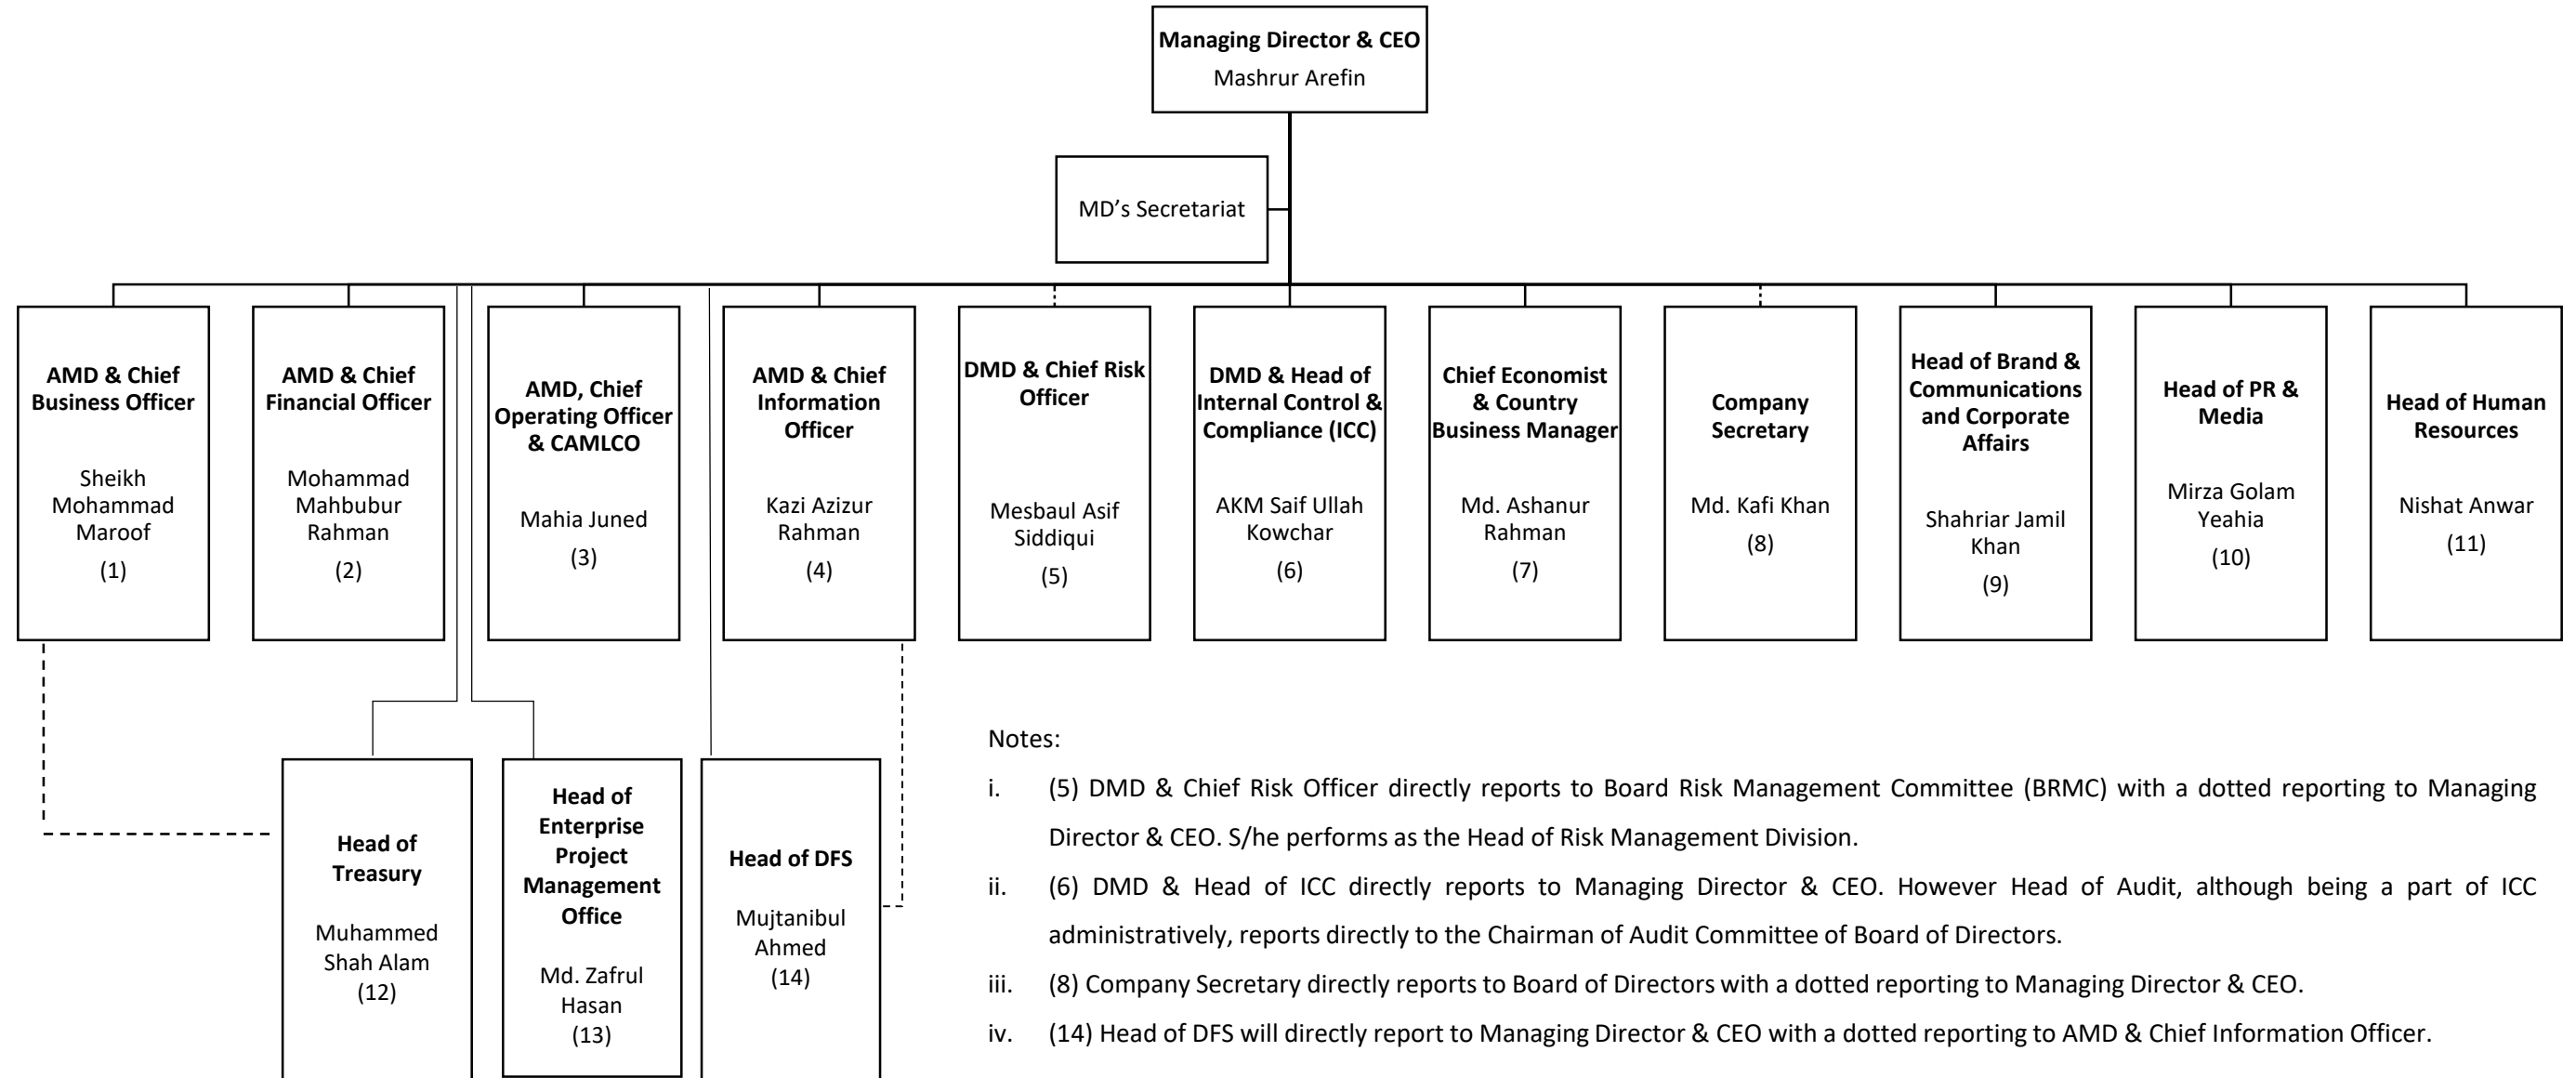 Managing Director & CEO
Mashrur Arefin
MD’s Secretariat
AMD & Chief
Business Officer
Sheikh
Mohammad
Maroof
(1)
AMD & Chief
Financial Officer
Mohammad
Mahbubur
Rahman
(2)
AMD, Chief
Operating Officer
& CAMLCO
Mahia Juned
(3)
AMD & Chief
Information
Officer
Kazi Azizur
Rahman
(4)
DMD & Chief Risk
Officer
Mesbaul Asif
Siddiqui
(5)
DMD & Head of
Internal Control &
Compliance (ICC)
AKM Saif Ullah
Kowchar
(6)
Chief Economist
& Country
Business Manager
Md. Ashanur
Rahman
(7)
Company
Secretary
Md. Kafi Khan
(8)
Head of Brand &
Communications
and Corporate
Affairs
Shahriar Jamil
Khan
(9)
Head of PR &
Media
Mirza Golam
Yeahia
(10)
Head of Human
Resources
Nishat Anwar
(11)
Head of
Treasury
Muhammed
Shah Alam
(12)
Head of
Enterprise
Project
Management
Office
Md. Zafrul
Hasan
(13)
Head of DFS
Mujtanibul
Ahmed
(14)
Notes:
i. (5) DMD & Chief Risk Officer directly reports to Board Risk Management Committee (BRMC) with a dotted reporting to Managing
Director & CEO. S/he performs as the Head of Risk Management Division.
ii. (6) DMD & Head of ICC directly reports to Managing Director & CEO. However Head of Audit, although being a part of ICC
administratively, reports directly to the Chairman of Audit Committee of Board of Directors.
iii. (8) Company Secretary directly reports to Board of Directors with a dotted reporting to Managing Director & CEO.
iv. (14) Head of DFS will directly report to Managing Director & CEO with a dotted reporting to AMD & Chief Information Officer.